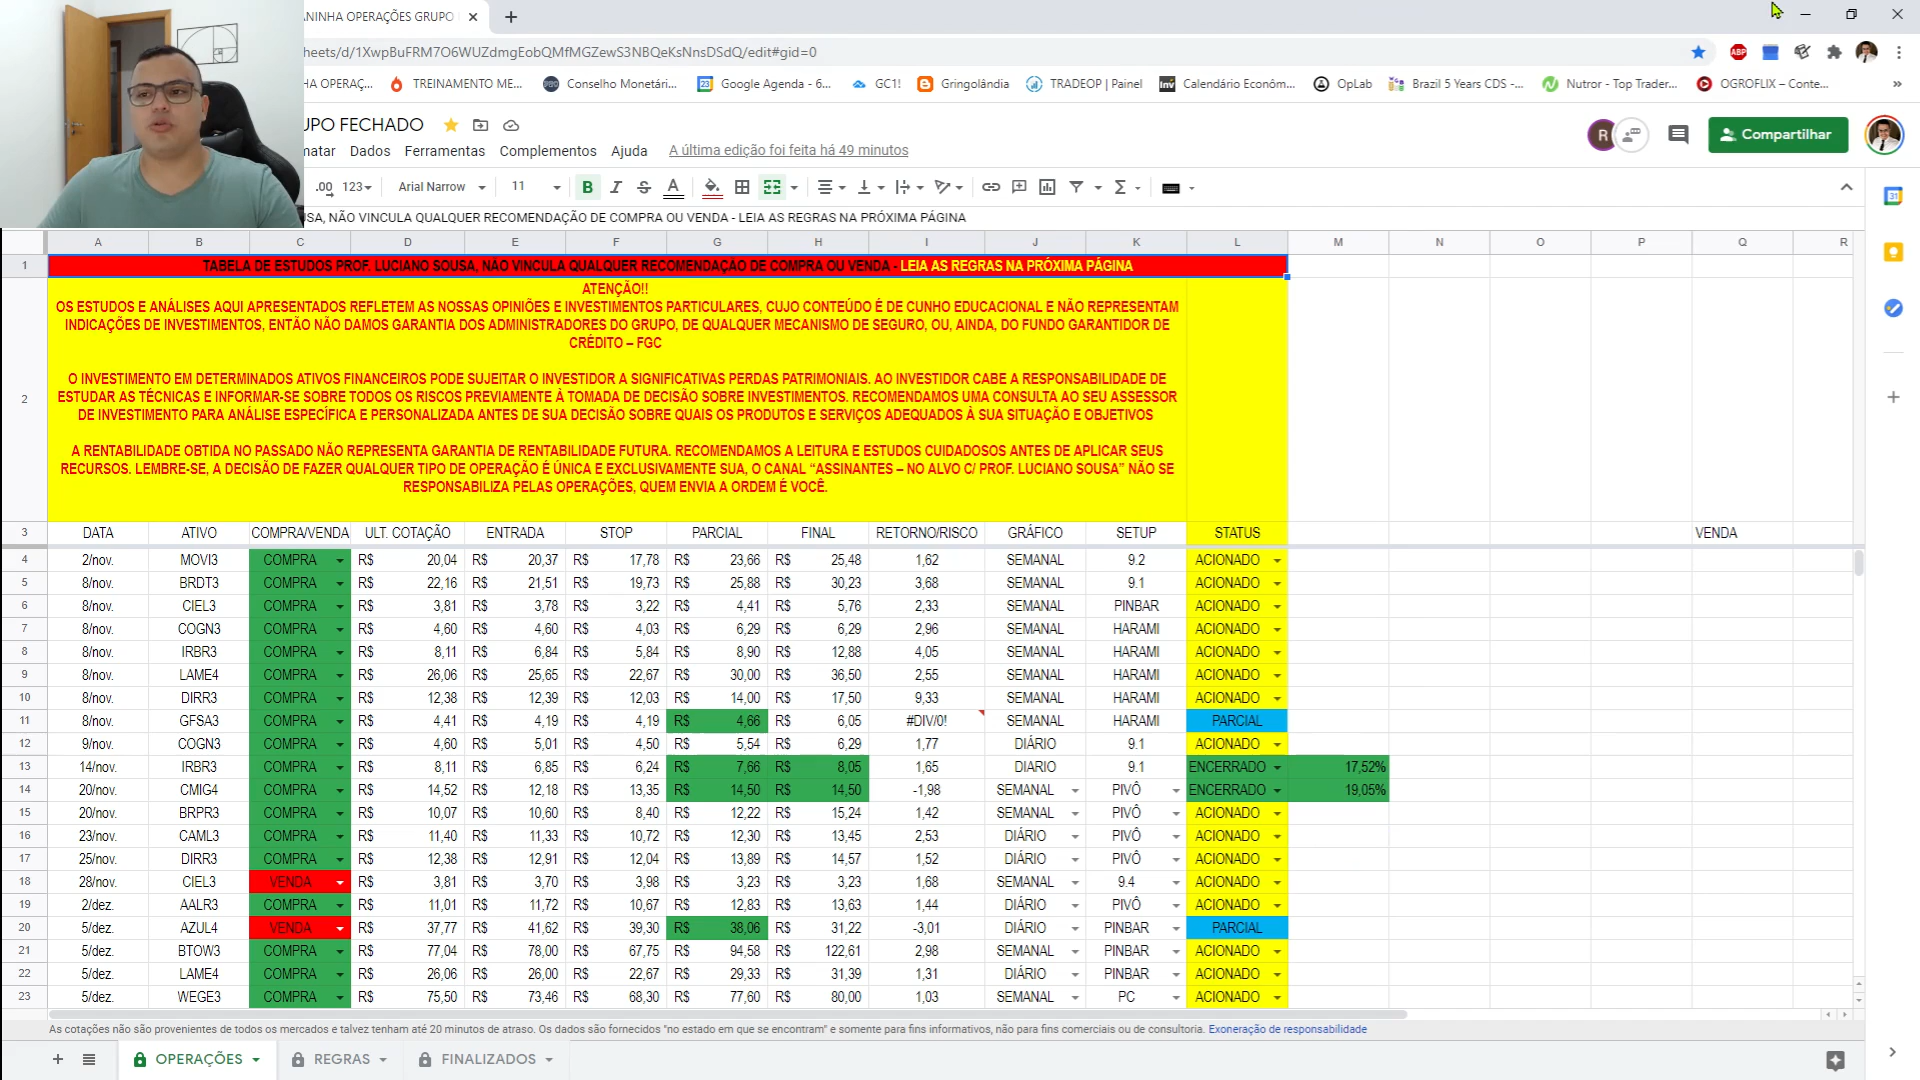 ANINHA OPERAÇÕES GRUPO
heets/d/1XwpBuFRM7O6WUZdmgEobQMfMGZewS3NBQeKsNnsDSdQ/edit#gid=0
HA OPERAÇ... TREINAMENTO ME... Conselho Monetári... Google Agenda - 6... GC1! Gringolândia TRADEOP | Painel Calendário Econôm... OpLab Brazil 5 Years CDS -... Nutror - Top Trader... OGROFLIX – Conte...
UPO FECHADO
R
Compartilhar
matar Dados Ferramentas Complementos Ajuda A última edição foi feita há 49 minutos
.00 123 Arial Narrow 11 B I S A
USA, NÃO VINCULA QUALQUER RECOMENDAÇÃO DE COMPRA OU VENDA - LEIA AS REGRAS NA PRÓXIMA PÁGINA
A B C D E F G H I J K L M N O P Q R
1 TABELA DE ESTUDOS PROF. LUCIANO SOUSA, NÃO VINCULA QUALQUER RECOMENDAÇÃO DE COMPRA OU VENDA - LEIA AS REGRAS NA PRÓXIMA PÁGINA
ATENÇÃO!!
OS ESTUDOS E ANÁLISES AQUI APRESENTADOS REFLETEM AS NOSSAS OPINIÕES E INVESTIMENTOS PARTICULARES, CUJO CONTEÚDO É DE CUNHO EDUCACIONAL E NÃO REPRESENTAM
INDICAÇÕES DE INVESTIMENTOS, ENTÃO NÃO DAMOS GARANTIA DOS ADMINISTRADORES DO GRUPO, DE QUALQUER MECANISMO DE SEGURO, OU, AINDA, DO FUNDO GARANTIDOR DE
CRÉDITO – FGC
O INVESTIMENTO EM DETERMINADOS ATIVOS FINANCEIROS PODE SUJEITAR O INVESTIDOR A SIGNIFICATIVAS PERDAS PATRIMONIAIS. AO INVESTIDOR CABE A RESPONSABILIDADE DE
2 ESTUDAR AS TÉCNICAS E INFORMAR-SE SOBRE TODOS OS RISCOS PREVIAMENTE À TOMADA DE DECISÃO SOBRE INVESTIMENTOS. RECOMENDAMOS UMA CONSULTA AO SEU ASSESSOR
DE INVESTIMENTO PARA ANÁLISE ESPECÍFICA E PERSONALIZADA ANTES DE SUA DECISÃO SOBRE QUAIS OS PRODUTOS E SERVIÇOS ADEQUADOS À SUA SITUAÇÃO E OBJETIVOS
A RENTABILIDADE OBTIDA NO PASSADO NÃO REPRESENTA GARANTIA DE RENTABILIDADE FUTURA. RECOMENDAMOS A LEITURA E ESTUDOS CUIDADOSOS ANTES DE APLICAR SEUS
RECURSOS. LEMBRE-SE, A DECISÃO DE FAZER QUALQUER TIPO DE OPERAÇÃO É ÚNICA E EXCLUSIVAMENTE SUA, O CANAL “ASSINANTES – NO ALVO C/ PROF. LUCIANO SOUSA” NÃO SE
RESPONSABILIZA PELAS OPERAÇÕES, QUEM ENVIA A ORDEM É VOCÊ.
3 DATA ATIVO COMPRA/VENDA ULT. COTAÇÃO ENTRADA STOP PARCIAL FINAL RETORNO/RISCO GRÁFICO SETUP STATUS VENDA
4 2/nov. MOVI3 COMPRA R$ 20,04 R$ 20,37 R$ 17,78 R$ 23,66 R$ 25,48 1,62 SEMANAL 9.2 ACIONADO
5 8/nov. BRDT3 COMPRA R$ 22,16 R$ 21,51 R$ 19,73 R$ 25,88 R$ 30,23 3,68 SEMANAL 9.1 ACIONADO
6 8/nov. CIEL3 COMPRA R$ 3,81 R$ 3,78 R$ 3,22 R$ 4,41 R$ 5,76 2,33 SEMANAL PINBAR ACIONADO
7 8/nov. COGN3 COMPRA R$ 4,60 R$ 4,60 R$ 4,03 R$ 6,29 R$ 6,29 2,96 SEMANAL HARAMI ACIONADO
8 8/nov. IRBR3 COMPRA R$ 8,11 R$ 6,84 R$ 5,84 R$ 8,90 R$ 12,88 4,05 SEMANAL HARAMI ACIONADO
9 8/nov. LAME4 COMPRA R$ 26,06 R$ 25,65 R$ 22,67 R$ 30,00 R$ 36,50 2,55 SEMANAL HARAMI ACIONADO
10 8/nov. DIRR3 COMPRA R$ 12,38 R$ 12,39 R$ 12,03 R$ 14,00 R$ 17,50 9,33 SEMANAL HARAMI ACIONADO
11 8/nov. GFSA3 COMPRA R$ 4,41 R$ 4,19 R$ 4,19 R$ 4,66 R$ 6,05 #DIV/0! SEMANAL HARAMI PARCIAL
12 9/nov. COGN3 COMPRA R$ 4,60 R$ 5,01 R$ 4,50 R$ 5,54 R$ 6,29 1,77 DIÁRIO 9.1 ACIONADO
13 14/nov. IRBR3 COMPRA R$ 8,11 R$ 6,85 R$ 6,24 R$ 7,66 R$ 8,05 1,65 DIARIO 9.1 ENCERRADO 17,52%
14 20/nov. CMIG4 COMPRA R$ 14,52 R$ 12,18 R$ 13,35 R$ 14,50 R$ 14,50 -1,98 SEMANAL PIVÔ ENCERRADO 19,05%
15 20/nov. BRPR3 COMPRA R$ 10,07 R$ 10,60 R$ 8,40 R$ 12,22 R$ 15,24 1,42 SEMANAL PIVÔ ACIONADO
16 23/nov. CAML3 COMPRA R$ 11,40 R$ 11,33 R$ 10,72 R$ 12,30 R$ 13,45 2,53 DIÁRIO PIVÔ ACIONADO
17 25/nov. DIRR3 COMPRA R$ 12,38 R$ 12,91 R$ 12,04 R$ 13,89 R$ 14,57 1,52 DIÁRIO PIVÔ ACIONADO
18 28/nov. CIEL3 VENDA R$ 3,81 R$ 3,70 R$ 3,98 R$ 3,23 R$ 3,23 1,68 SEMANAL 9.4 ACIONADO
19 2/dez. AALR3 COMPRA R$ 11,01 R$ 11,72 R$ 10,67 R$ 12,83 R$ 13,63 1,44 DIÁRIO PIVÔ ACIONADO
20 5/dez. AZUL4 VENDA R$ 37,77 R$ 41,62 R$ 39,30 R$ 38,06 R$ 31,22 -3,01 DIÁRIO PINBAR PARCIAL
21 5/dez. BTOW3 COMPRA R$ 77,04 R$ 78,00 R$ 67,75 R$ 94,58 R$ 122,61 2,98 SEMANAL PINBAR ACIONADO
22 5/dez. LAME4 COMPRA R$ 26,06 R$ 26,00 R$ 22,67 R$ 29,33 R$ 31,39 1,31 DIÁRIO PINBAR ACIONADO
23 5/dez. WEGE3 COMPRA R$ 75,50 R$ 73,46 R$ 68,30 R$ 77,60 R$ 80,00 1,03 SEMANAL PC ACIONADO
As cotações não são provenientes de todos os mercados e talvez tenham até 20 minutos de atraso. Os dados são fornecidos "no estado em que se encontram" e somente para fins informativos, não para fins comerciais ou de consultoria. Exoneração de responsabilidade
OPERAÇÕES REGRAS FINALIZADOS